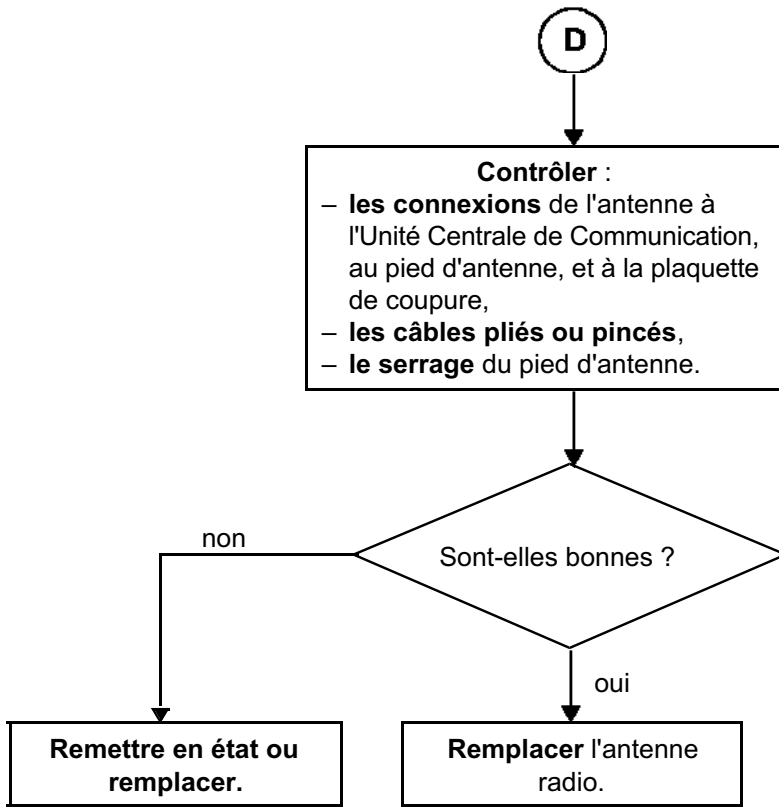 D
Contrôler :
– les connexions de l'antenne à
l'Unité Centrale de Communication,
au pied d'antenne, et à la plaquette
de coupure,
– les câbles pliés ou pincés,
– le serrage du pied d'antenne.
non
Sont-elles bonnes ?
oui
Remettre en état ou
remplacer.
Remplacer l'antenne
radio.